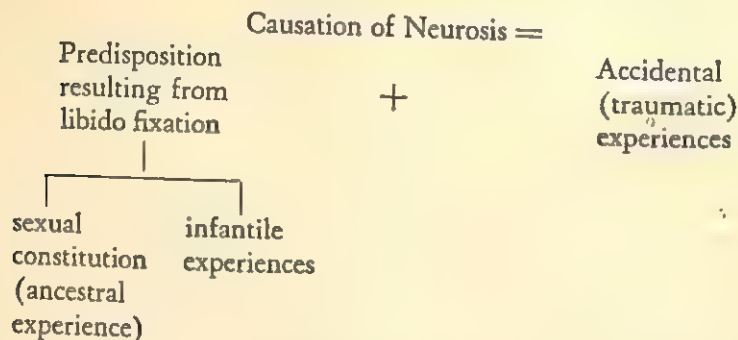 Causation of Neurosis =
Predisposition
resulting from
libido fixation
+
Accidental
(traumatic)
experiences
sexual
constitution
(ancestral
experience)
infantile
experiences